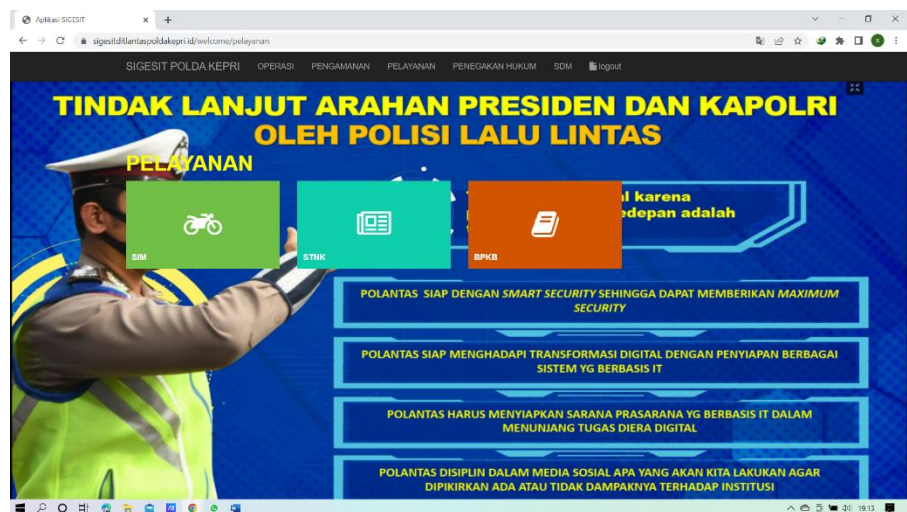 Aplikasi SIGESIT
sigesitditlantaspoldakepri.id/welcome/pelayanan
SIGESIT POLDA KEPRI OPERASI PENGAMANAN PELAYANAN PENEGAKAN HUKUM SDM logout
TINDAK LANJUT ARAHAN PRESIDEN DAN KAPOLRI
OLEH POLISI LALU LINTAS
PELAYANAN
karena
edepan adalah
SIM STNK BPKB
POLANTAS SIAP DENGAN SMART SECURITY SEHINGGA DAPAT MEMBERIKAN MAXIMUM
SECURITY
POLANTAS SIAP MENGHADAPI TRANSFORMASI DIGITAL DENGAN PENYIAPAN BERBAGAI
SISTEM YG BERBASIS IT
POLANTAS HARUS MENYIAPKAN SARANA PRASARANA YG BERBASIS IT DALAM
MENUNJANG TUGAS DIERA DIGITAL
POLANTAS DISIPLIN DALAM MEDIA SOSIAL APA YANG AKAN KITA LAKUKAN AGAR
DIPIKIRKAN ADA ATAU TIDAK DAMPAKNYA TERHADAP INSTITUSI
19.13